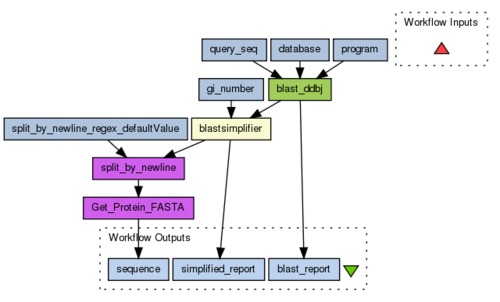 Workflow Inputs
query_seq
database
program
gi_number
blast_ddbj
split_by_newline_regex_defaultValue
blastsimplifier
split_by_newline
Get_Protein_FASTA
Workflow Outputs
sequence
simplified_report
blast_report